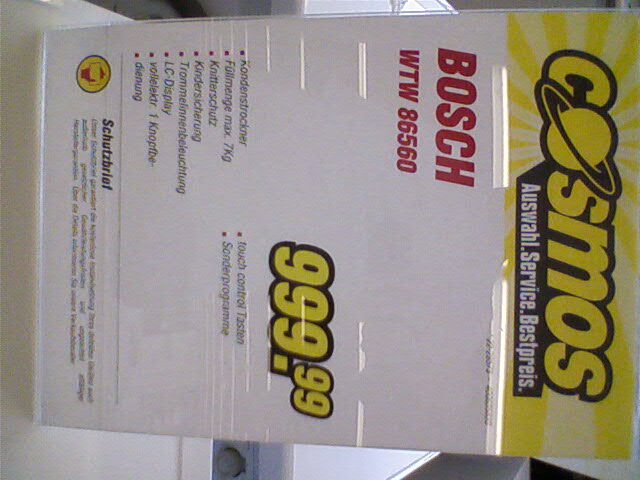 cosmos
Auswahl.Service.Bestpreis.
BOSCH
WTW 86560
999.99
Kondenstrockner
Füllmenge max. 7Kg
Knitterschutz
Kindersicherung
Trommelinnenbeleuchtung
LC-Display
vollelektr. 1 Knopfbe-
dienung
touch control Tasten
Sonderprogramme
Schutzbrief